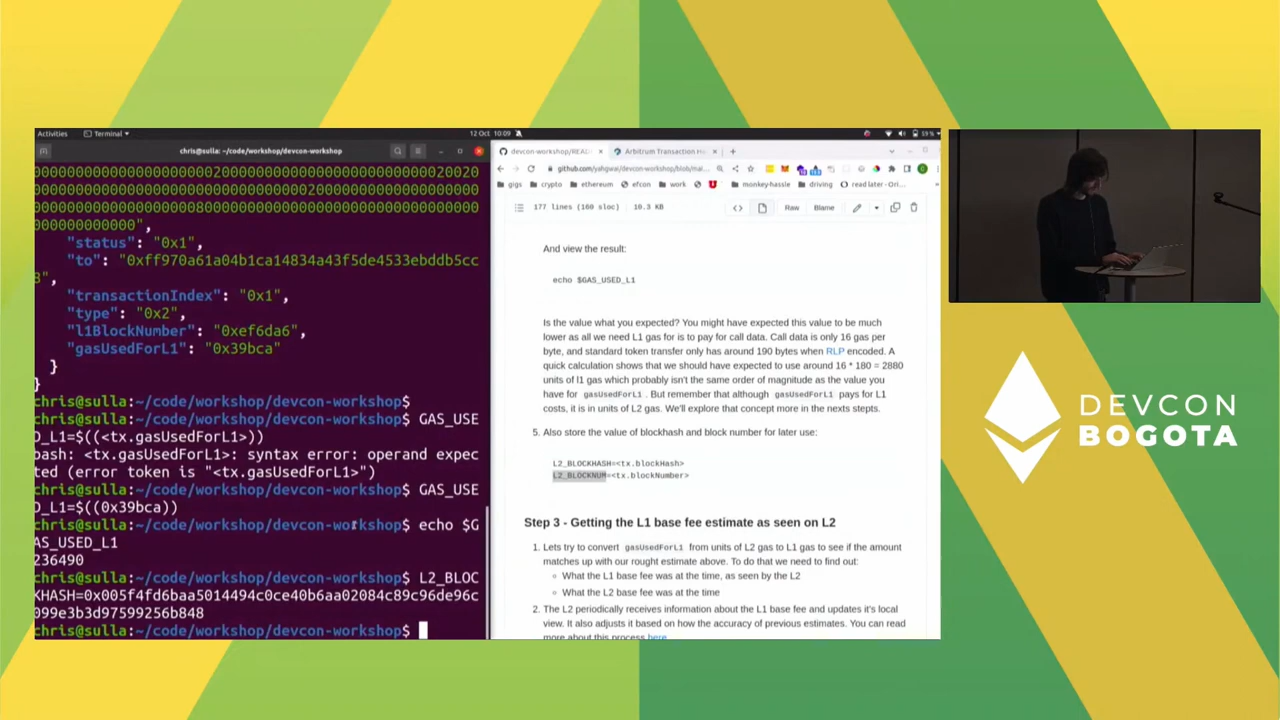 Activities
Terminal
12 Oct 10:09
59 %
chris@sulla: ~/code/workshop/devcon-workshop
00000000000000000000200000000000000000000020020
"status": "0x1",
"to": "0xff970a61a04b1ca14834a43f5de4533ebddb5cc
8",
"transactionIndex": "0x1",
"type": "0x2",
"l1BlockNumber": "0xef6da6",
"gasUsedForL1": "0x39bca"
}
}
chris@sulla:~/code/workshop/devcon-workshop$
chris@sulla:~/code/workshop/devcon-workshop$ GAS_USE
D_L1=$((<tx.gasUsedForL1>))
bash: <tx.gasUsedForL1>: syntax error: operand expec
ted (error token is "<tx.gasUsedForL1>")
chris@sulla:~/code/workshop/devcon-workshop$ GAS_USE
D_L1=$((0x39bca))
chris@sulla:~/code/workshop/devcon-workshop$ echo $G
AS_USED_L1
236490
chris@sulla:~/code/workshop/devcon-workshop$ L2_BLOC
KHASH=0x005f4fd6baa5014494c0ce40b6aa02084c89c96de96c
099e3b3d97599256b848
chris@sulla:~/code/workshop/devcon-workshop$
devcon-workshop/READ
Arbitrum Transaction H
github.com/yahgwai/devcon-workshop/blob/mai...
gigs
crypto
ethereum
efcon
work
monkey-hassle
driving
read later - Ori...
177 lines (160 sloc)
10.3 KB
Raw
Blame
And view the result:
echo $GAS_USED_L1
Is the value what you expected? You might have expected this value to be much
lower as all we need L1 gas for is to pay for call data. Call data is only 16 gas per
byte, and standard token transfer only has around 190 bytes when RLP encoded. A
quick calculation shows that we should have expected to use around 16 * 180 = 2880
units of l1 gas which probably isn't the same order of magnitude as the value you
have for gasUsedForL1 . But remember that although gasUsedForL1 pays for L1
costs, it is in units of L2 gas. We'll explore that concept more in the nexts steps.
5. Also store the value of blockhash and block number for later use:
L2_BLOCKHASH=<tx.blockHash>
L2_BLOCKNUM=<tx.blockNumber>
Step 3 - Getting the L1 base fee estimate as seen on L2
1. Lets try to convert gasUsedForL1 from units of L2 gas to L1 gas to see if the amount
matches up with our rought estimate above. To do that we need to find out:
What the L1 base fee was at the time, as seen by the L2
What the L2 base fee was at the time
2. The L2 periodically receives information about the L1 base fee and updates it's local
view. It also adjusts it based on how the accuracy of previous estimates. You can read
more about this process here
DEVCON
BOGOTA